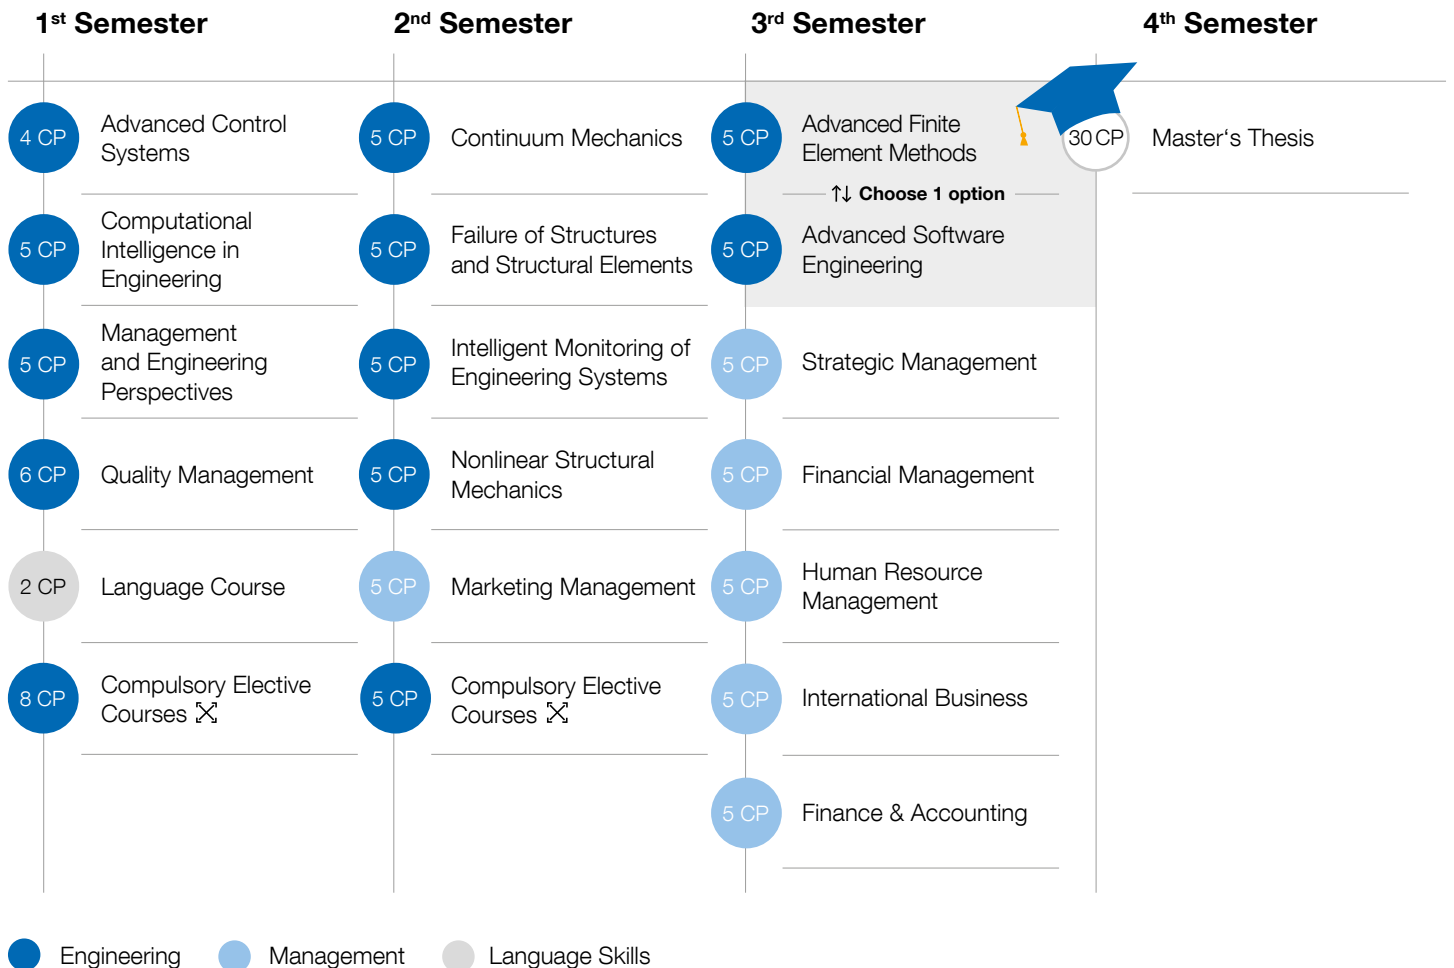 1st Semester
4 CP
Advanced Control
Systems
5 CP
Computational
Intelligence in
Engineering
5 CP
Management
and Engineering
Perspectives
6 CP
Quality Management
2 CP
Language Course
8 CP
Compulsory Elective
Courses
2nd Semester
5 CP
Continuum Mechanics
5 CP
Failure of Structures
and Structural Elements
5 CP
Intelligent Monitoring of
Engineering Systems
5 CP
Nonlinear Structural
Mechanics
5 CP
Marketing Management
5 CP
Compulsory Elective
Courses
3rd Semester
5 CP
Advanced Finite
Element Methods
↑↓ Choose 1 option
5 CP
Advanced Software
Engineering
5 CP
Strategic Management
5 CP
Financial Management
5 CP
Human Resource
Management
5 CP
International Business
5 CP
Finance & Accounting
4th Semester
30 CP
Master‘s Thesis
Engineering
Management
Language Skills